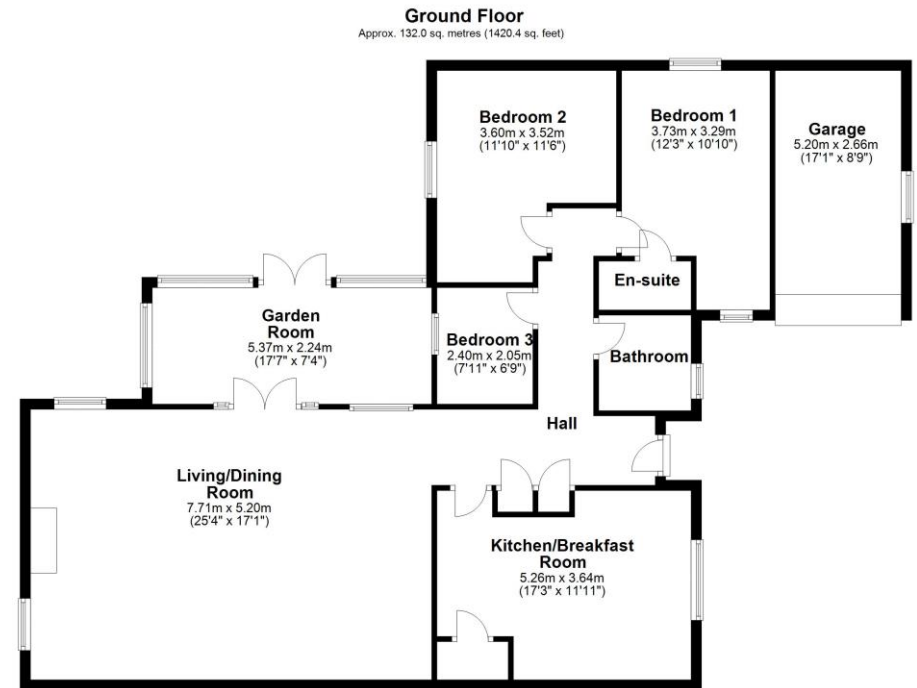 Ground Floor
Approx. 132.0 sq. metres (1420.4 sq. feet)
Bedroom 2
3.60m x 3.52m
(11'10" x 11'6")
Bedroom 1
3.73m x 3.29m
(12'3" x 10'10")
Garage
5.20m x 2.66m
(17'1" x 8'9")
En-suite
Garden
Room
5.37m x 2.24m
(17'7" x 7'4")
Bedroom 3
2.40m x 2.05m
(7'11" x 6'9")
Bathroom
Hall
Living/Dining
Room
7.71m x 5.20m
(25'4" x 17'1")
Kitchen/Breakfast
Room
5.26m x 3.64m
(17'3" x 11'11")